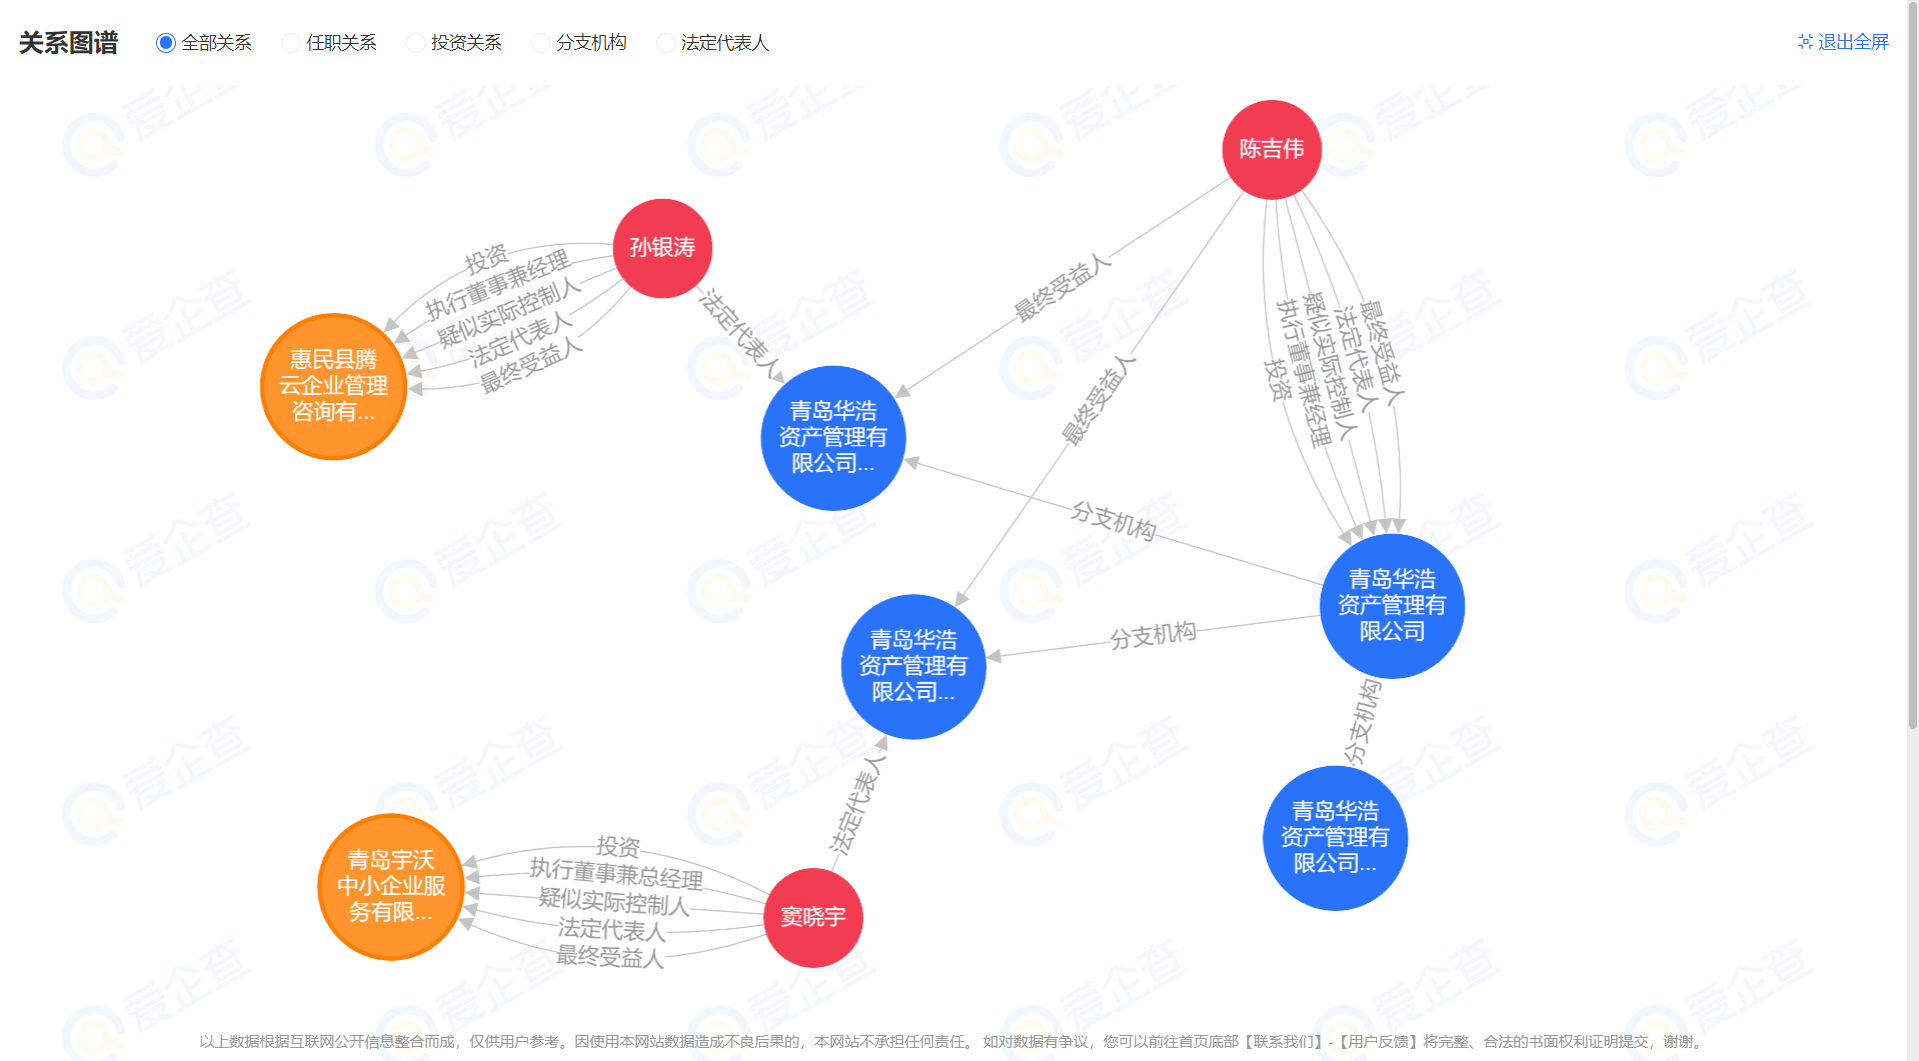 关系图谱
全部关系
任职关系
投资关系
分支机构
法定代表人
退出全屏
陈吉伟
孙银涛
投资
执行董事兼经理
疑似实际控制人
法定代表人
最终受益人
法定代表人
最终受益人
最终受益人
投资
执行董事兼经理
疑似实际控制人
法定代表人
最终受益人
惠民县腾
云企业管理
咨询有...
青岛华浩
资产管理有
限公司...
分支机构
青岛华浩
资产管理有
限公司
分支机构
青岛华浩
资产管理有
限公司...
分支机构
法定代表人
青岛华浩
资产管理有
限公司...
青岛宇沃
中小企业服
务有限...
投资
执行董事兼总经理
疑似实际控制人
法定代表人
最终受益人
窦晓宇
以上数据根据互联网公开信息整合而成，仅供用户参考。因使用本网站数据造成不良后果的，本网站不承担任何责任。 如对数据有争议，您可以前往首页底部【联系我们】-【用户反馈】将完整、合法的书面权利证明提交，谢谢。
爱企查